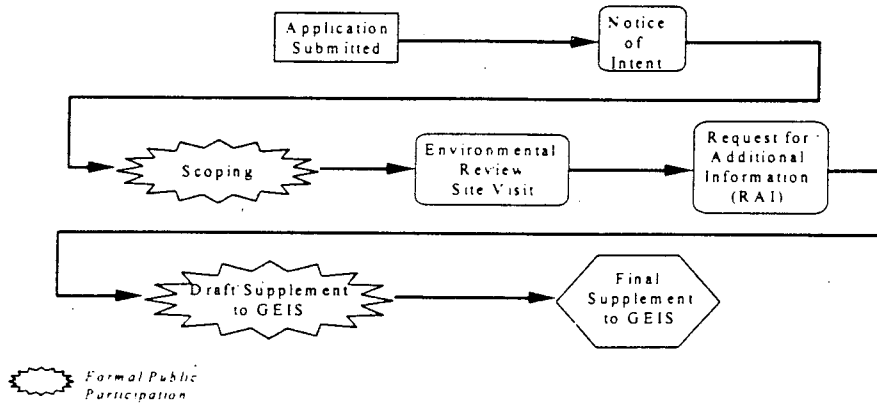 Application
Submitted
Notice
of
Intent
Scoping
Environmental
Review
Site Visit
Request for
Additional
Information
(RAI)
Draft Supplement
to GEIS
Final
Supplement
to GEIS
Formal Public
Participation